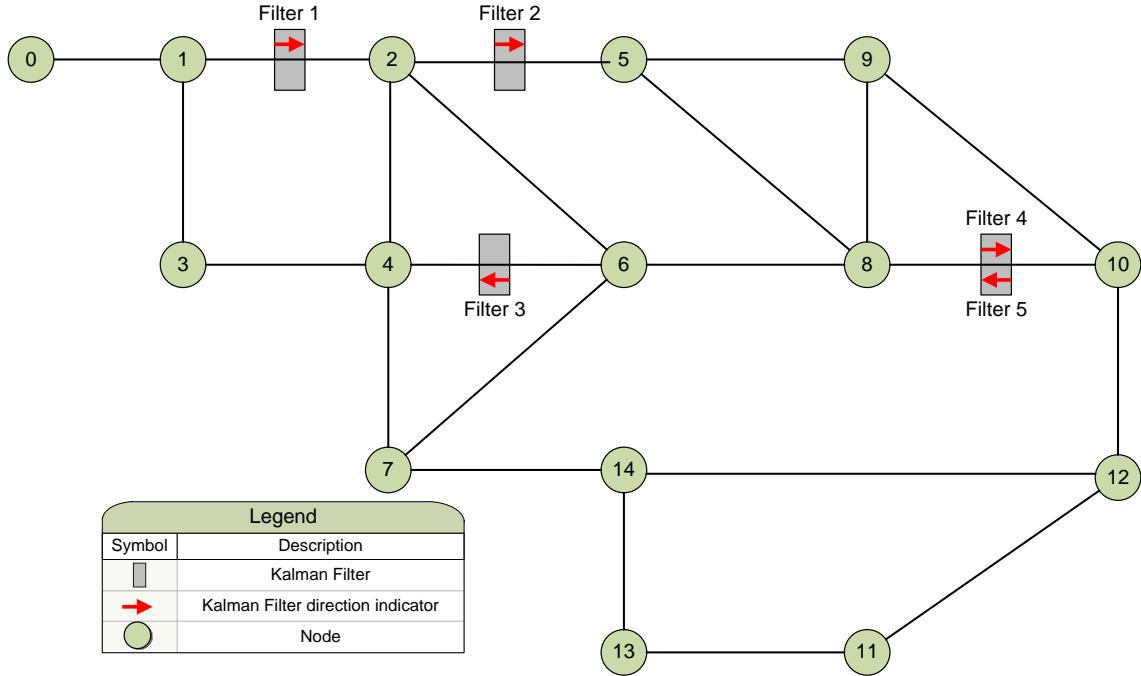 Filter 1
Filter 2
0
1
2
5
9
Filter 4
3
4
6
8
10
Filter 3
Filter 5
7
14
12
Legend
Symbol Description
Kalman Filter
Kalman Filter direction indicator
Node
13
11